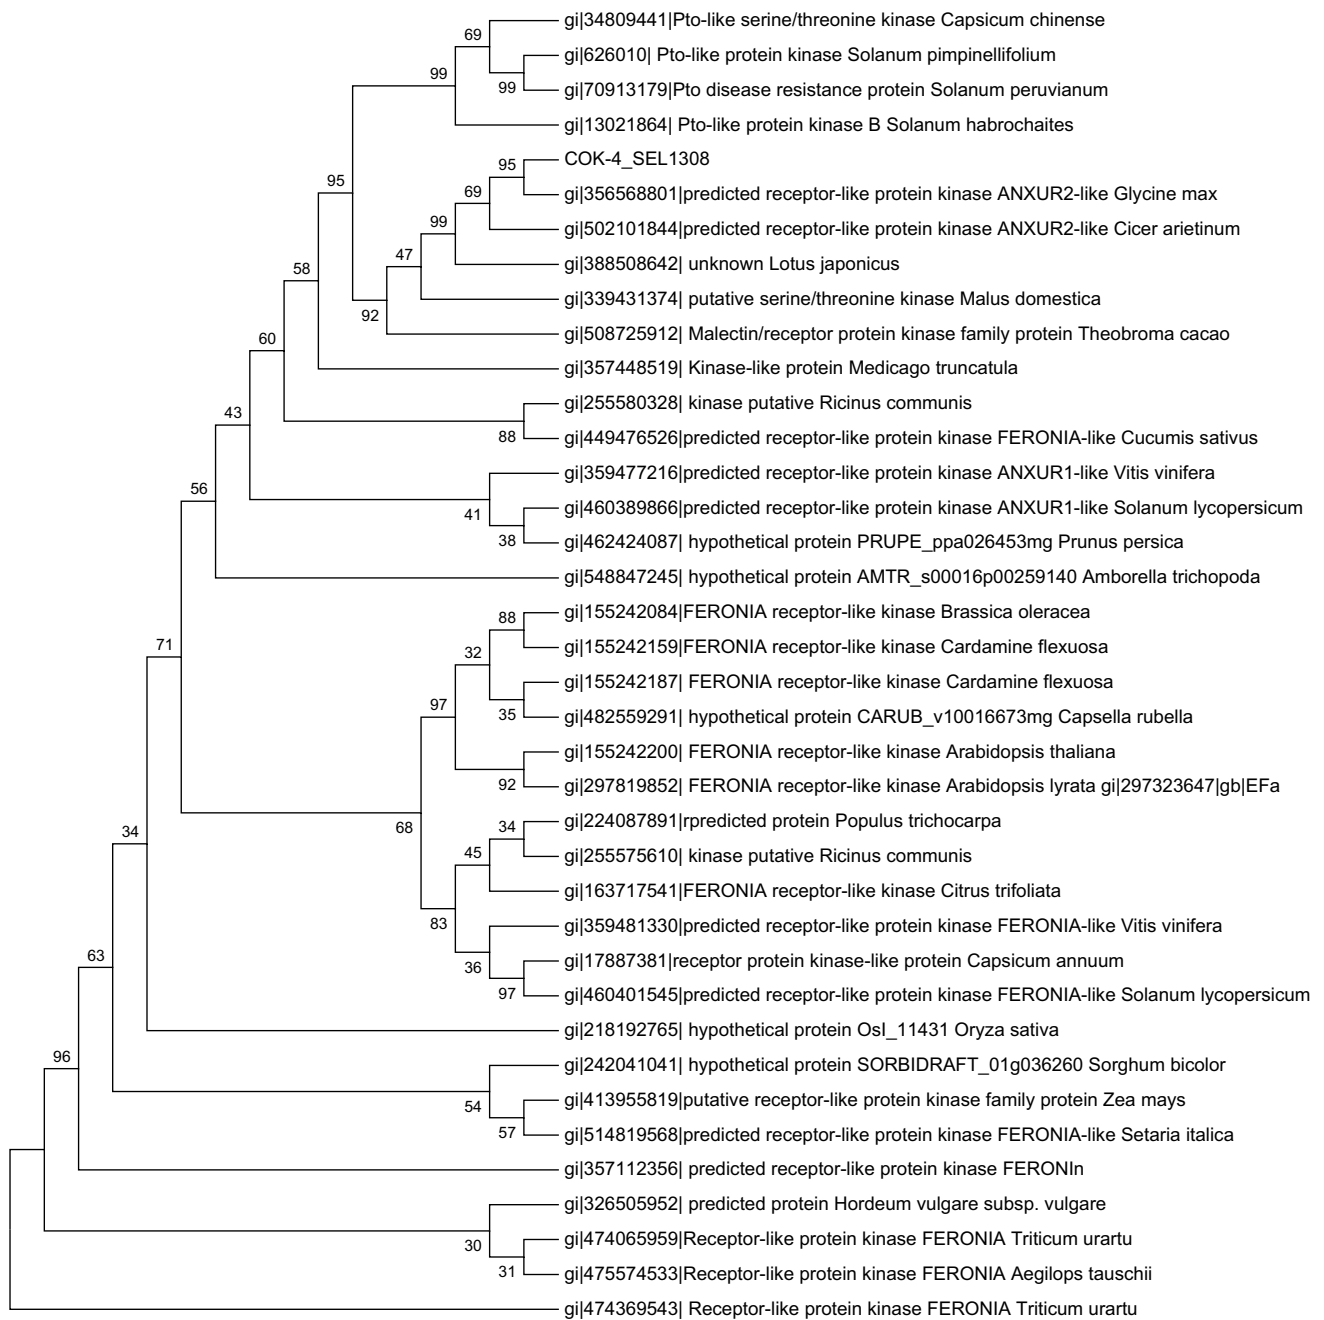 gi|34809441|Pto-like serine/threonine kinase Capsicum chinense
69
gi|626010| Pto-like protein kinase Solanum pimpinellifolium
99
99
gi|70913179|Pto disease resistance protein Solanum peruvianum
gi|13021864| Pto-like protein kinase B Solanum habrochaites
COK-4_SEL1308
95
95
gi|356568801|predicted receptor-like protein kinase ANXUR2-like Glycine max
69
99
gi|502101844|predicted receptor-like protein kinase ANXUR2-like Cicer arietinum
47
gi|388508642| unknown Lotus japonicus
58
gi|339431374| putative serine/threonine kinase Malus domestica
92
gi|508725912| Malectin/receptor protein kinase family protein Theobroma cacao
60
gi|357448519| Kinase-like protein Medicago truncatula
gi|255580328| kinase putative Ricinus communis
43
88
gi|449476526|predicted receptor-like protein kinase FERONIA-like Cucumis sativus
gi|359477216|predicted receptor-like protein kinase ANXUR1-like Vitis vinifera
56
gi|460389866|predicted receptor-like protein kinase ANXUR1-like Solanum lycopersicum
41
38
gi|462424087| hypothetical protein PRUPE_ppa026453mg Prunus persica
gi|548847245| hypothetical protein AMTR_s00016p00259140 Amborella trichopoda
gi|155242084|FERONIA receptor-like kinase Brassica oleracea
88
71
gi|155242159|FERONIA receptor-like kinase Cardamine flexuosa
32
gi|155242187| FERONIA receptor-like kinase Cardamine flexuosa
97
35
gi|482559291| hypothetical protein CARUB_v10016673mg Capsella rubella
gi|155242200| FERONIA receptor-like kinase Arabidopsis thaliana
92
gi|297819852| FERONIA receptor-like kinase Arabidopsis lyrata gi|297323647|gb|EFa
68
34
34
gi|224087891|rpredicted protein Populus trichocarpa
45
gi|255575610| kinase putative Ricinus communis
gi|163717541|FERONIA receptor-like kinase Citrus trifoliata
83
gi|359481330|predicted receptor-like protein kinase FERONIA-like Vitis vinifera
63
36
gi|17887381|receptor protein kinase-like protein Capsicum annuum
97
gi|460401545|predicted receptor-like protein kinase FERONIA-like Solanum lycopersicum
gi|218192765| hypothetical protein OsI_11431 Oryza sativa
96
gi|242041041| hypothetical protein SORBIDRAFT_01g036260 Sorghum bicolor
54
gi|413955819|putative receptor-like protein kinase family protein Zea mays
57
gi|514819568|predicted receptor-like protein kinase FERONIA-like Setaria italica
gi|357112356| predicted receptor-like protein kinase FERONIn
gi|326505952| predicted protein Hordeum vulgare subsp. vulgare
30
gi|474065959|Receptor-like protein kinase FERONIA Triticum urartu
31
gi|475574533|Receptor-like protein kinase FERONIA Aegilops tauschii
gi|474369543| Receptor-like protein kinase FERONIA Triticum urartu